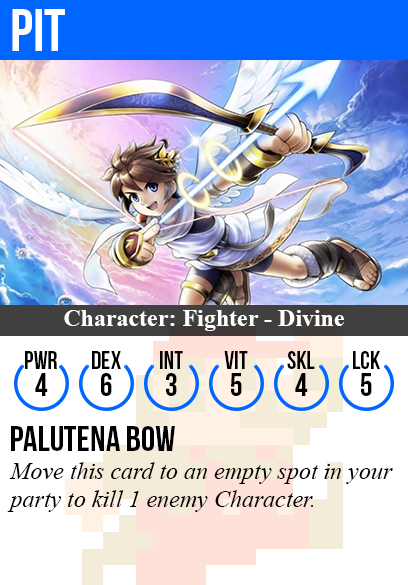 PIT
Character: Fighter - Divine
PWR DEX INT VIT SKL LCK
4 6 3 5 4 5
PALUTENA BOW
Move this card to an empty spot in your
party to kill 1 enemy Character.